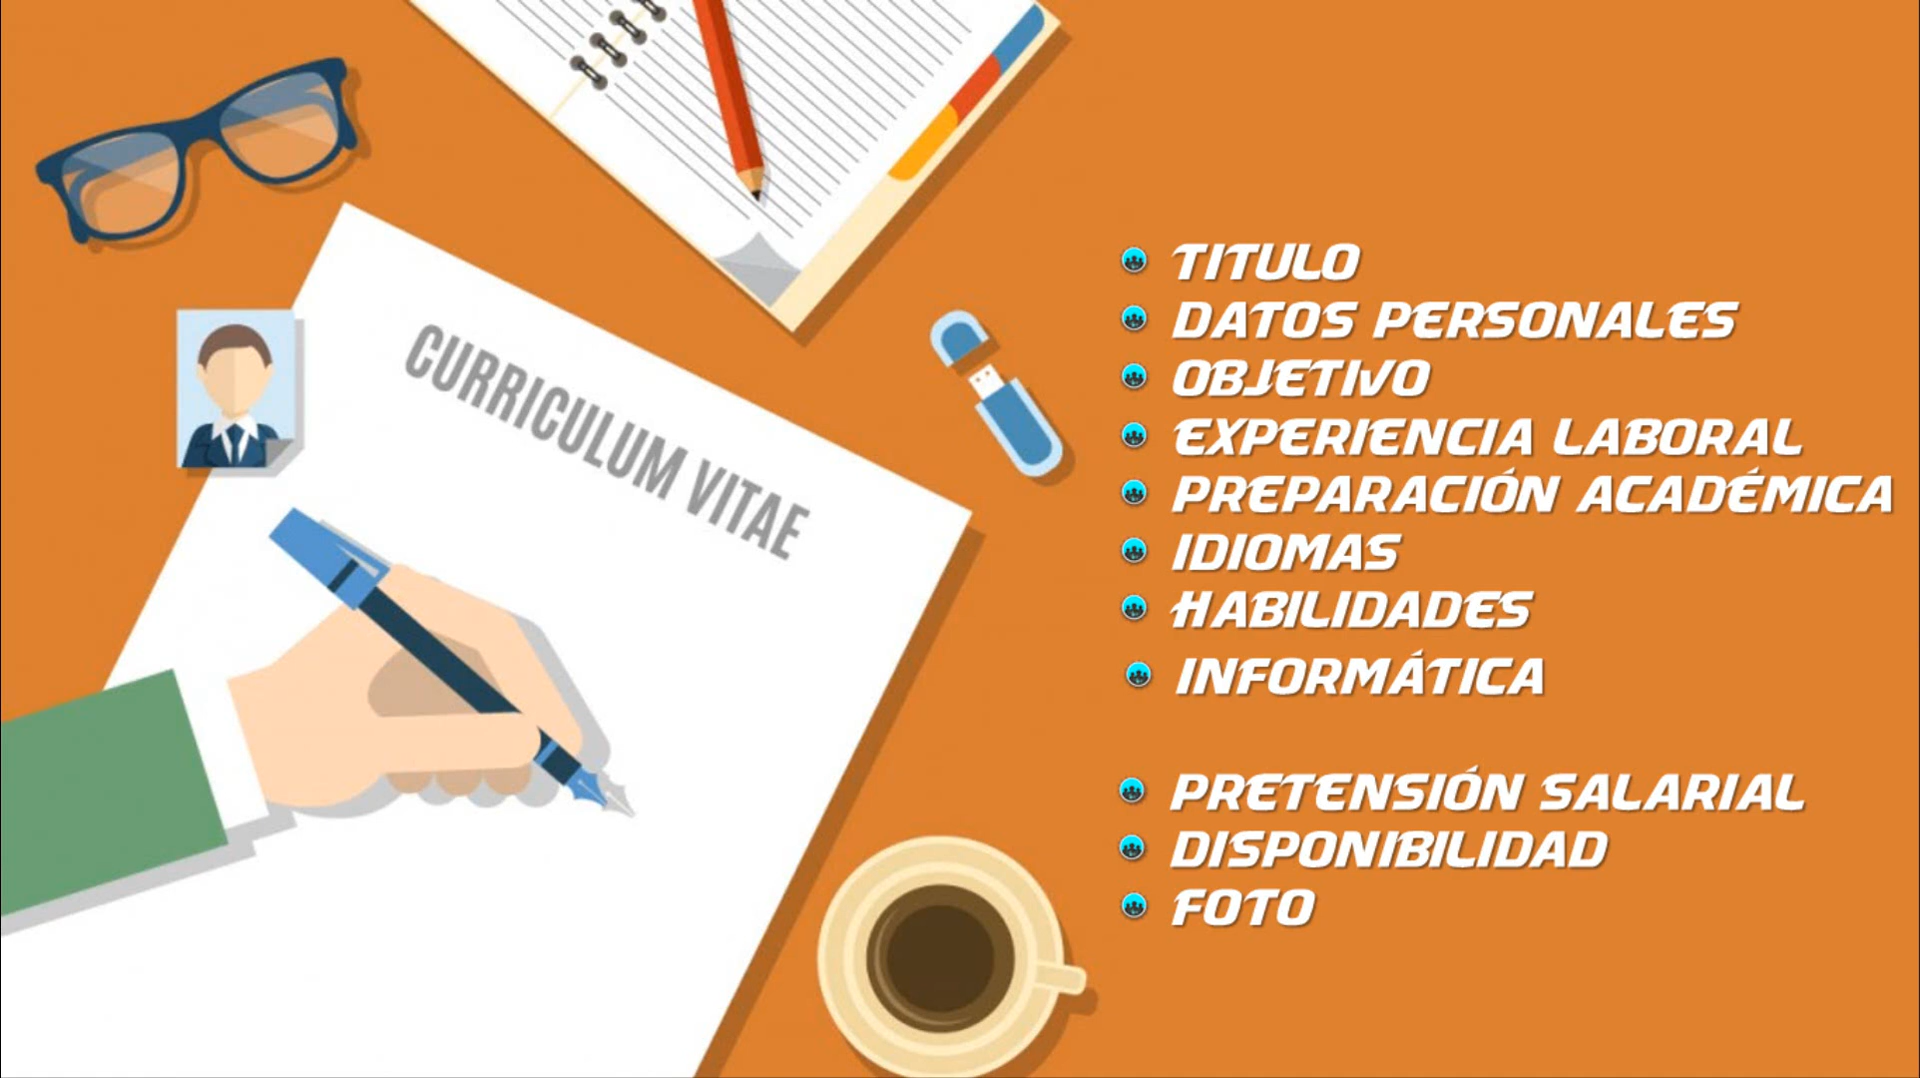 CURRICULUM VITAE
TITULO
DATOS PERSONALES
OBJETIVO
EXPERIENCIA LABORAL
PREPARACIÓN ACADÉMICA
IDIOMAS
HABILIDADES
INFORMÁTICA
PRETENSIÓN SALARIAL
DISPONIBILIDAD
FOTO